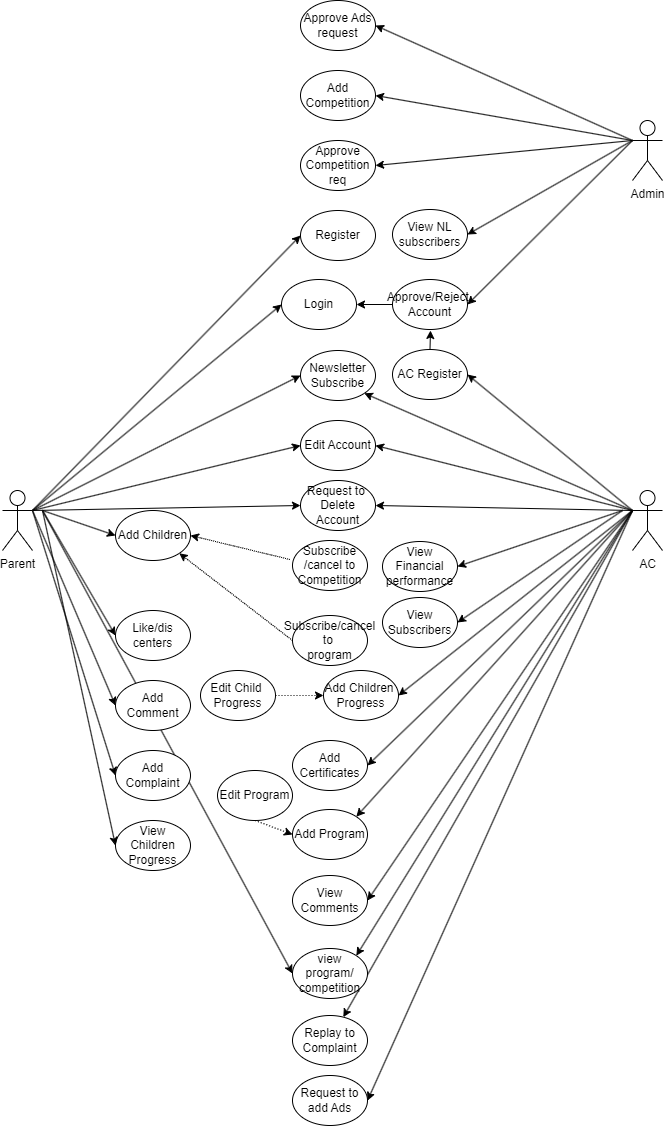 Approve Ads
request
Add
Competition
Approve
Competition
req
Admin
Register
View NL
subscribers
Login
Approve/Reject
Account
Newsletter
Subscribe
AC Register
Edit Account
Request to
Delete
Account
Parent
Add Children
AC
Subscribe
/cancel to
Competition
View
Financial
performance
Like/dis
centers
Subscribe/cancel
to
program
View
Subscribers
Add
Comment
Edit Child
Progress
Add Children
Progress
Add
Complaint
Add
Certificates
Edit Program
View
Children
Progress
Add Program
View
Comments
view
program/
competition
Replay to
Complaint
Request to
add Ads